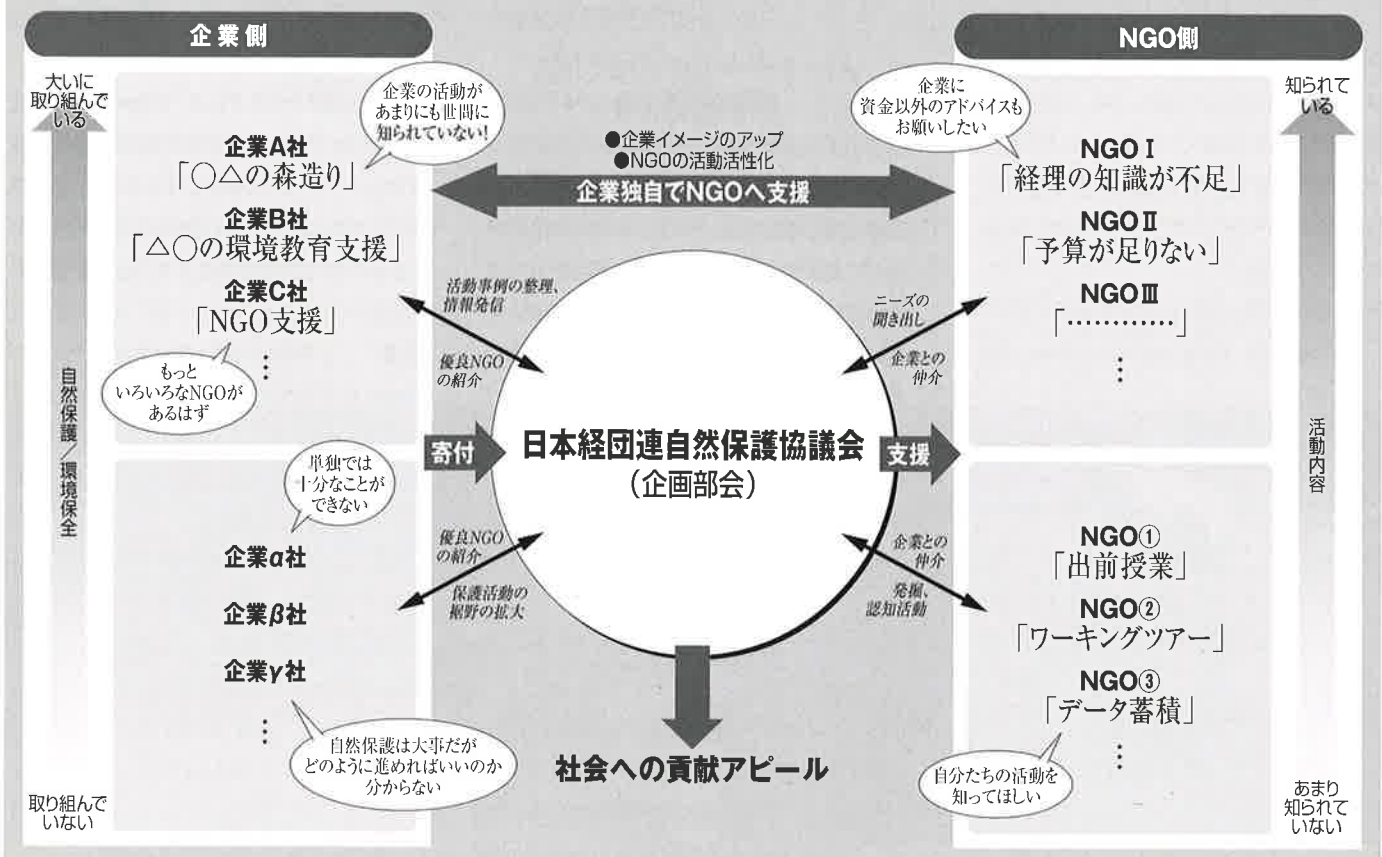 企業側
大いに
取り組んで
いる
自然保護／環境保全
取り組んで
いない
企業の活動が
あまりにも世間に
知られていない!
企業A社
「○△の森造り」
企業B社
「△○の環境教育支援」
企業C社
「NGO支援」
⋮
もっと
いろいろなNGOが
あるはず
単独では
十分なことが
できない
企業α社
企業β社
企業γ社
⋮
自然保護は大事だが
どのように進めればいいのか
分からない
●企業イメージのアップ
●NGOの活動活性化
企業独自でNGOへ支援
活動事例の整理、
情報発信
優良NGO
の紹介
ニーズの
聞き出し
企業との
仲介
寄付
日本経団連自然保護協議会
（企画部会）
支援
優良NGO
の紹介
保護活動の
裾野の拡大
企業との
仲介
発掘、
認知活動
社会への貢献アピール
NGO側
企業に
資金以外のアドバイスも
お願いしたい
NGO Ⅰ
「経理の知識が不足」
NGO Ⅱ
「予算が足りない」
NGO Ⅲ
「…………」
⋮
NGO①
「出前授業」
NGO②
「ワーキングツアー」
NGO③
「データ蓄積」
⋮
自分たちの活動を
知ってほしい
知られて
いる
活動内容
あまり
知られて
いない